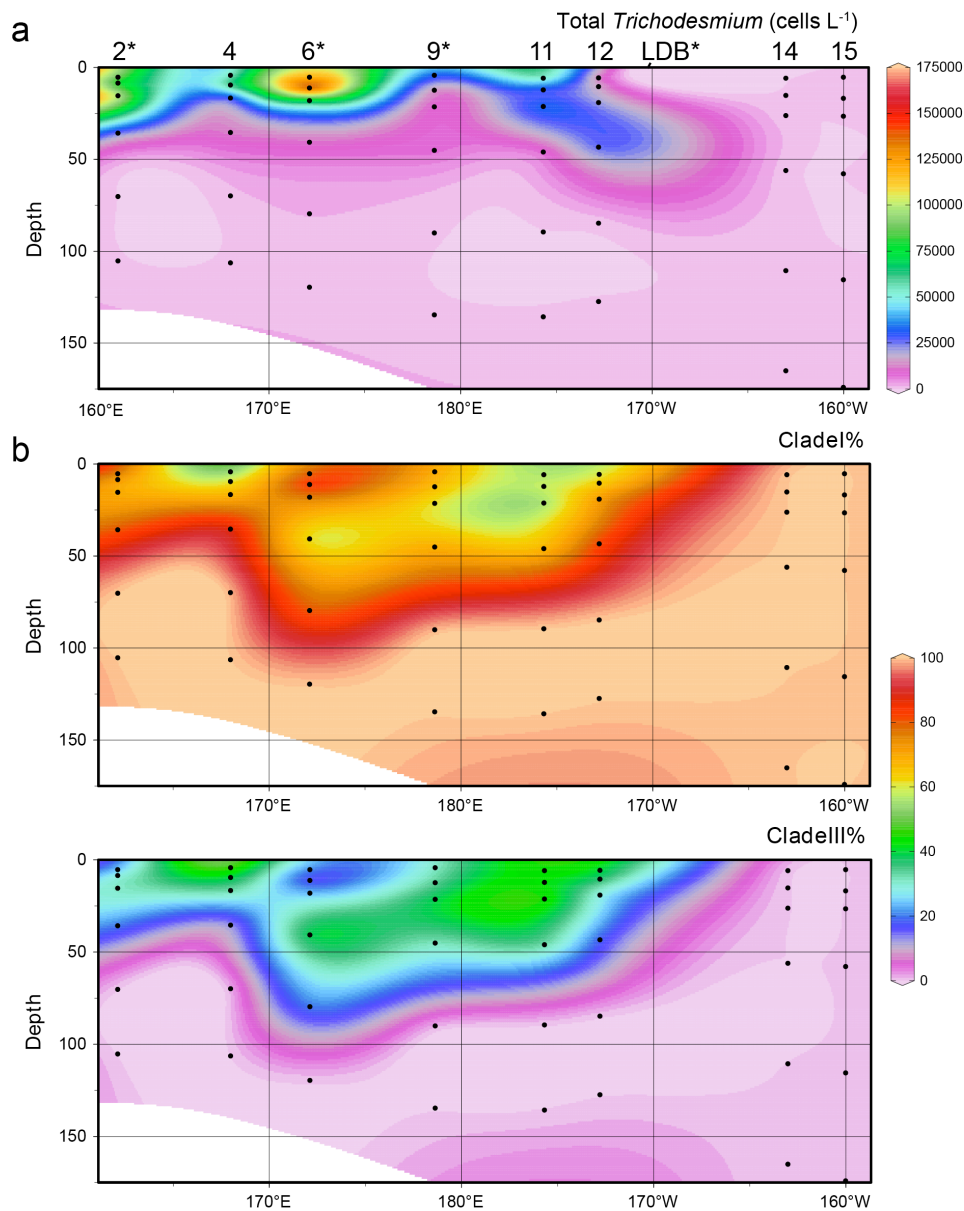 a
Total Trichodesmium (cells L-1)
2* 4 6* 9* 11 12 LDB* 14 15
0
50
100
150
Depth
160°E 170°E 180°E 170°W 160°W
175000
150000
125000
100000
75000
50000
25000
0
b
CladeI%
0
50
100
150
Depth
170°E 180°E 170°W 160°W
100
80
60
40
20
0
CladeIII%
0
50
100
150
Depth
170°E 180°E 170°W 160°W